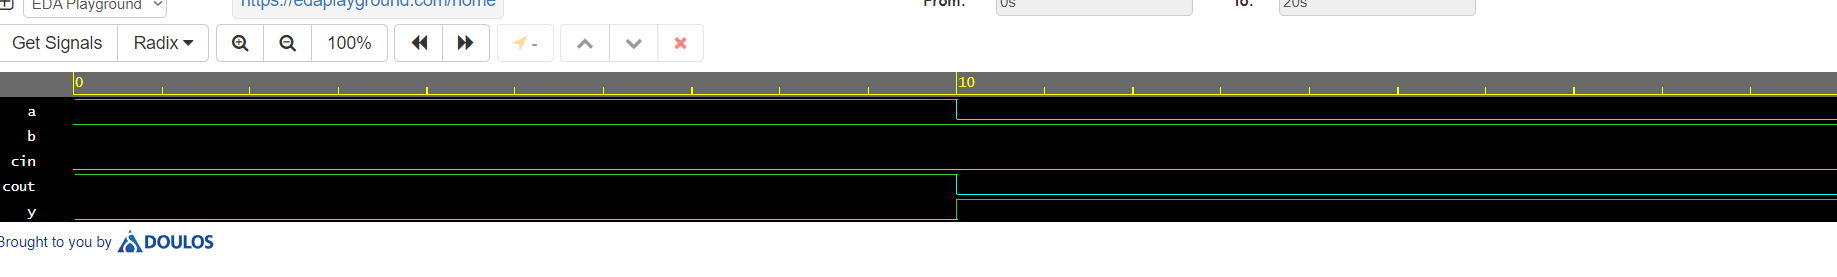 EDA Playground https://edaplayground.com/home From: 0s To: 20s
Get Signals Radix 100% -
0 10
a
b
cin
cout
y
Brought to you by DOULOS